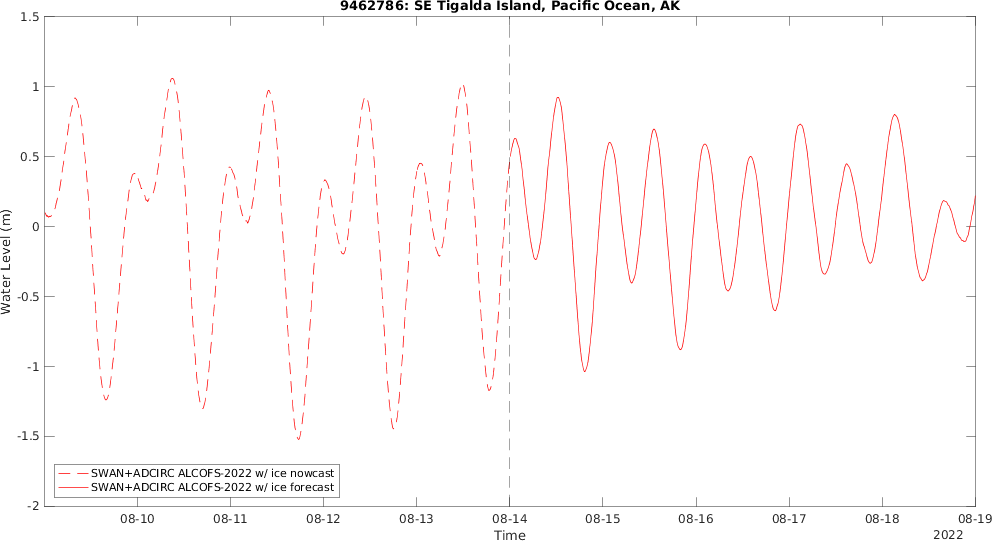 9462786: SE Tigalda Island, Pacific Ocean, AK
1.5
1
0.5
0
-0.5
-1
-1.5
-2
Water Level (m)
SWAN+ADCIRC ALCOFS-2022 w/ ice nowcast
SWAN+ADCIRC ALCOFS-2022 w/ ice forecast
08-10 08-11 08-12 08-13 08-14 08-15 08-16 08-17 08-18 08-19
Time
2022